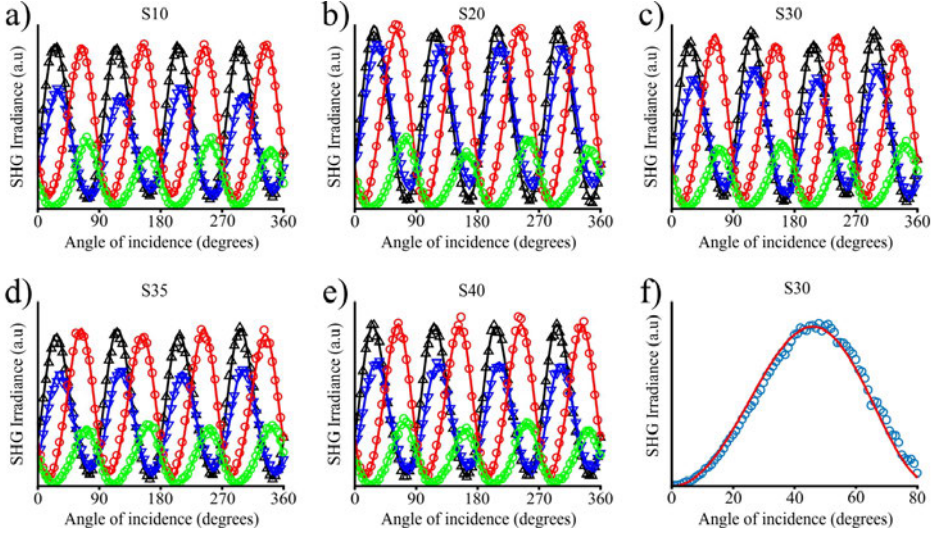 a) S10
SHG Irradiance (a.u)
0 90 180 270 360
Angle of incidence (degrees)
b) S20
SHG Irradiance (a.u)
0 90 180 270 360
Angle of incidence (degrees)
c) S30
SHG Irradiance (a.u)
0 90 180 270 360
Angle of incidence (degrees)
d) S35
SHG Irradiance (a.u)
0 90 180 270 360
Angle of incidence (degrees)
e) S40
SHG Irradiance (a.u)
0 90 180 270 360
Angle of incidence (degrees)
f) S30
SHG Irradiance (a.u)
0 20 40 60 80
Angle of incidence (degrees)